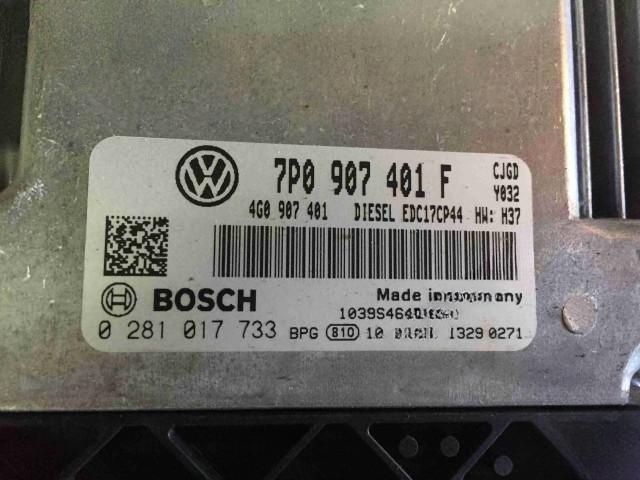 7P0 907 401 F
CJGD
Y032
4G0 907 401 DIESEL EDC17CP44 HW: H37
BOSCH
Made
0 281 017 733 BPG 810 10 1329 0271